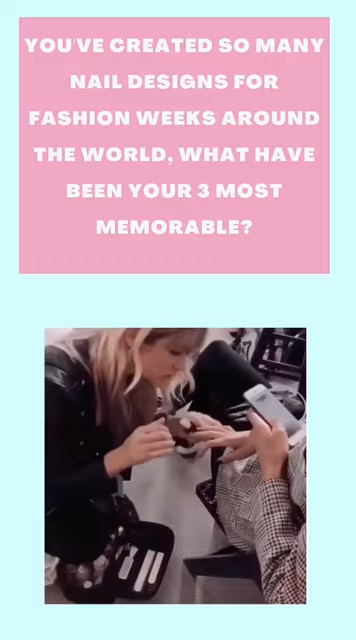 YOU'VE CREATED SO MANY
NAIL DESIGNS FOR
FASHION WEEKS AROUND
THE WORLD, WHAT HAVE
BEEN YOUR 3 MOST
MEMORABLE?